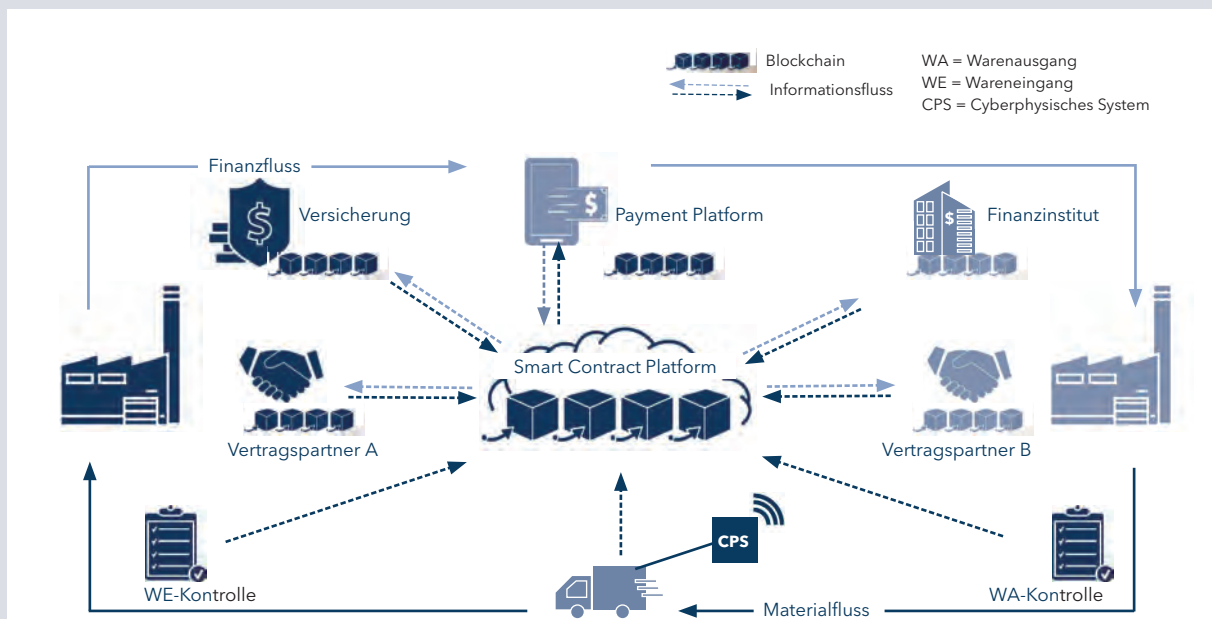 Blockchain
Informationsfluss
WA = Warenausgang
WE = Wareneingang
CPS = Cyberphysisches System
Finanzfluss
$
Versicherung
$
Payment Platform
$
Finanzinstitut
Smart Contract Platform
Vertragspartner A
Vertragspartner B
CPS
WE-Kontrolle
Materialfluss
WA-Kontrolle